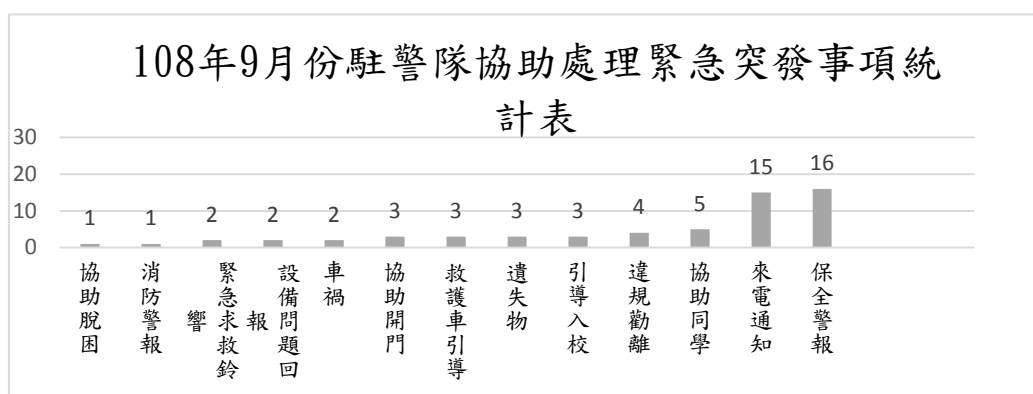 108年9月份駐警隊協助處理緊急突發事項統
計表
30
20
10
0
1
1
2
2
2
3
3
3
3
4
5
15
16
協助脫困
消防警報
緊急求救鈴
響
設備問題回
報
車禍
協助開門
救護車引導
遺失物
引導入校
違規勸離
協助同學
來電通知
保全警報